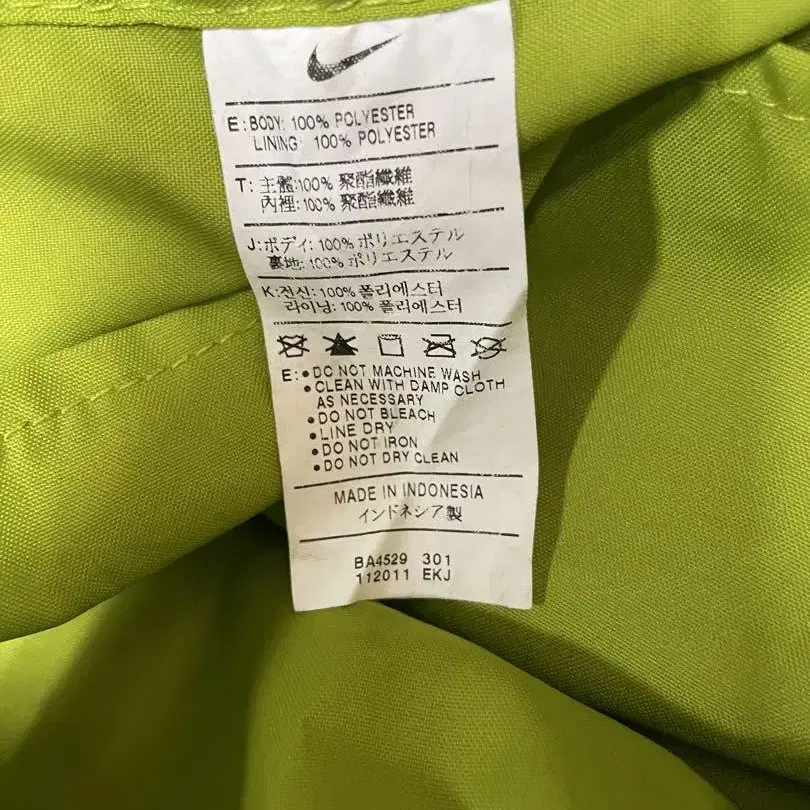 E: BODY: 100% POLYESTER
LINING: 100% POLYESTER
T: 主體:100% 聚酯纖維
內裡:100% 聚酯纖維
J:ボディ: 100% ポリエステル
裏地:100% ポリエステル
K:전신:100% 폴리에스터
라이닝: 100% 폴리에스터
E: •DO NOT MACHINE WASH
•CLEAN WITH DAMP CLOTH
AS NECESSARY
•DO NOT BLEACH
•LINE DRY
•DO NOT IRON
•DO NOT DRY CLEAN
MADE IN INDONESIA
インドネシア製
BA4529 301
112011 EKJ